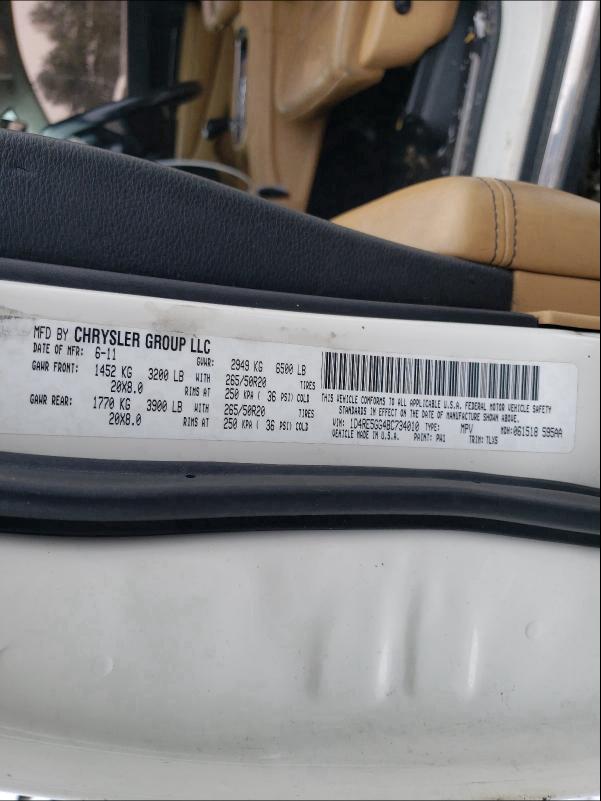 MFD BY CHRYSLER GROUP LLC
DATE OF MFR: 6-11 GVWR: 2949 KG 6500 LB
GAWR FRONT: 1452 KG 3200 LB WITH 265/50R20 TIRES
20X8.0 RIMS AT 250 KPA ( 36 PSI) COLD
GAWR REAR: 1770 KG 3900 LB WITH 265/50R20 TIRES
20X8.0 RIMS AT 250 KPA ( 36 PSI) COLD
THIS VEHICLE CONFORMS TO ALL APPLICABLE U.S.A. FEDERAL MOTOR VEHICLE SAFETY
STANDARDS IN EFFECT ON THE DATE OF MANUFACTURE SHOWN ABOVE.
VIN: 1D4RE5GG4BC734010 TYPE: MPV MDH: 061518 595AA
VEHICLE MADE IN U.S.A. PAINT: PW1 TRIM: TLX5